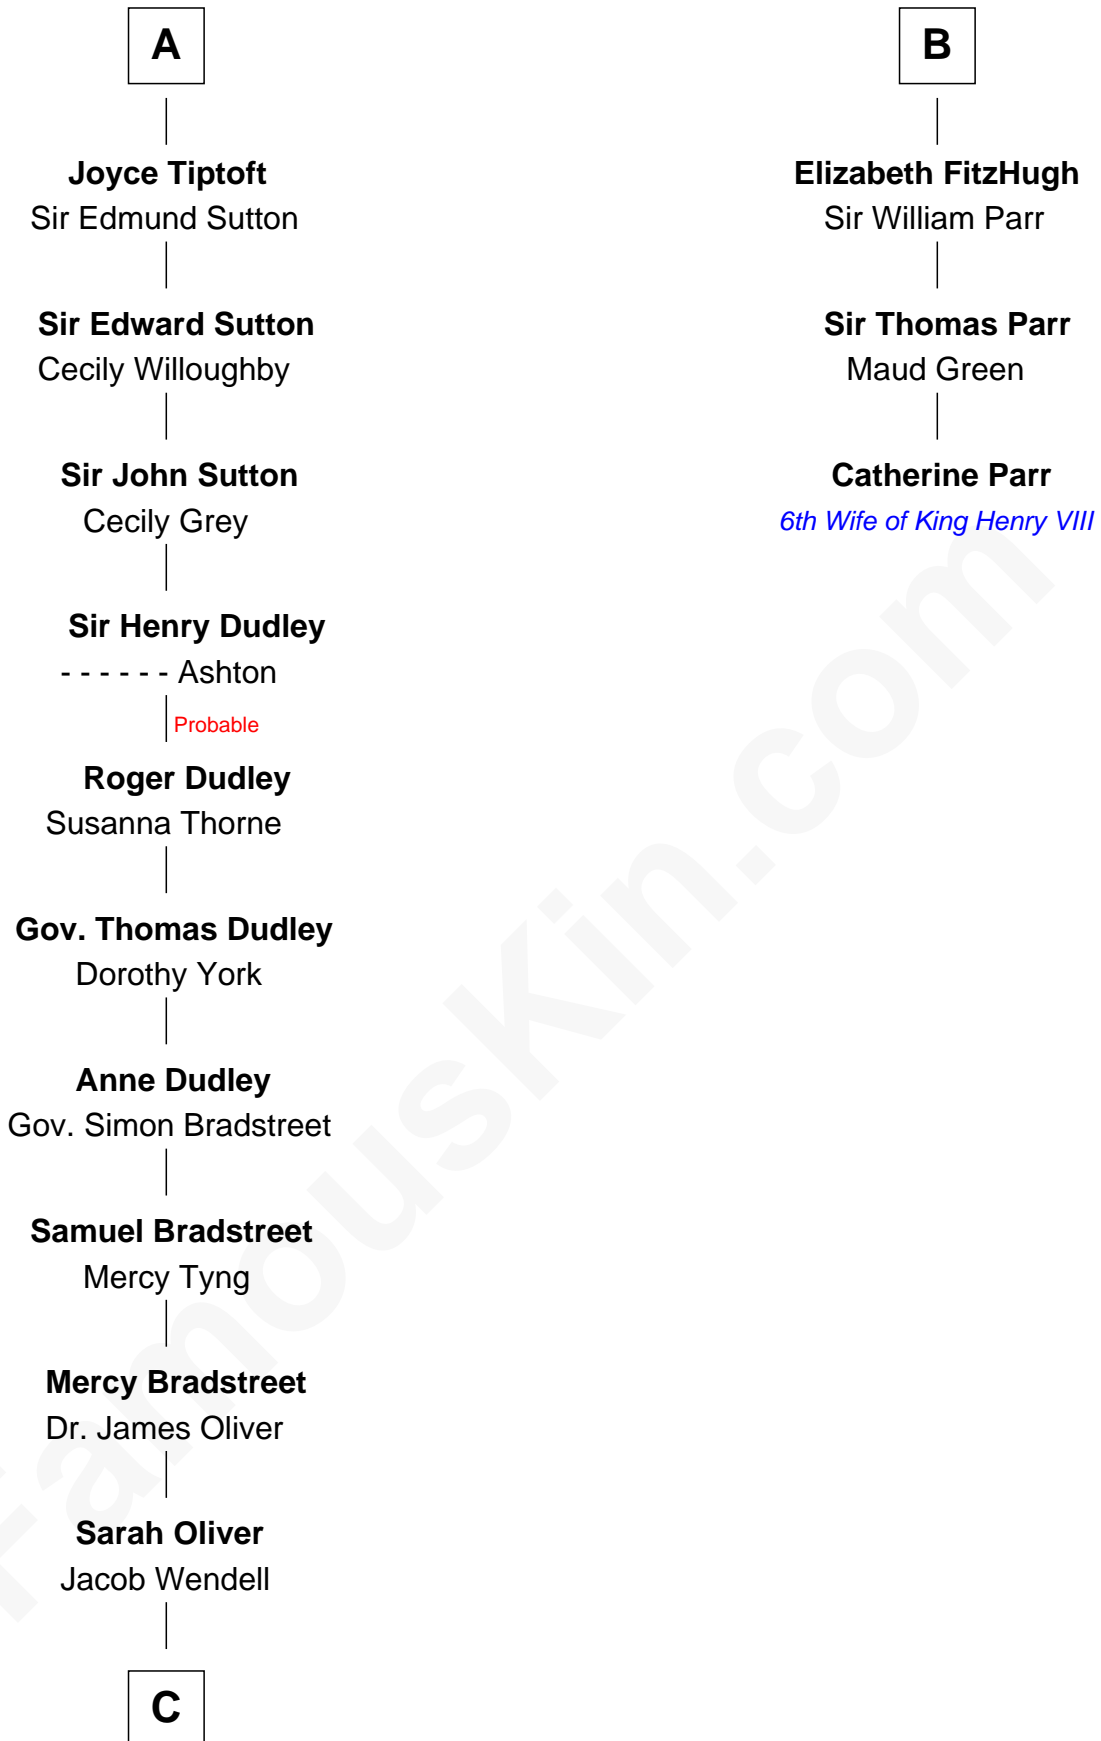 A
Joyce Tiptoft
Sir Edmund Sutton
Sir Edward Sutton
Cecily Willoughby
Sir John Sutton
Cecily Grey
Sir Henry Dudley
- - - - - - Ashton
Probable
Roger Dudley
Susanna Thorne
Gov. Thomas Dudley
Dorothy York
Anne Dudley
Gov. Simon Bradstreet
Samuel Bradstreet
Mercy Tyng
Mercy Bradstreet
Dr. James Oliver
Sarah Oliver
Jacob Wendell
C
B
Elizabeth FitzHugh
Sir William Parr
Sir Thomas Parr
Maud Green
Catherine Parr
6th Wife of King Henry VIII
FamousKin.com